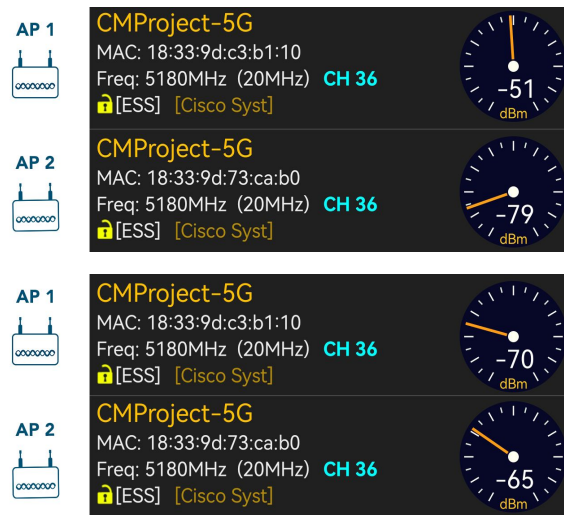 AP 1
CMProject-5G
MAC: 18:33:9d:c3:b1:10
Freq: 5180MHz (20MHz) CH 36
[ESS] [Cisco Syst]
-51
dBm
AP 2
CMProject-5G
MAC: 18:33:9d:73:ca:b0
Freq: 5180MHz (20MHz) CH 36
[ESS] [Cisco Syst]
-79
dBm
AP 1
CMProject-5G
MAC: 18:33:9d:c3:b1:10
Freq: 5180MHz (20MHz) CH 36
[ESS] [Cisco Syst]
-70
dBm
AP 2
CMProject-5G
MAC: 18:33:9d:73:ca:b0
Freq: 5180MHz (20MHz) CH 36
[ESS] [Cisco Syst]
-65
dBm